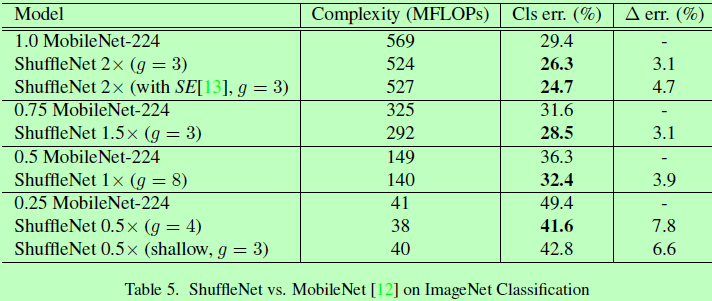 Model Complexity (MFLOPs) Cls err. (%) Δ err. (%)
1.0 MobileNet-224 569 29.4 -
ShuffleNet 2× (g = 3) 524 26.3 3.1
ShuffleNet 2× (with SE[13], g = 3) 527 24.7 4.7
0.75 MobileNet-224 325 31.6 -
ShuffleNet 1.5× (g = 3) 292 28.5 3.1
0.5 MobileNet-224 149 36.3 -
ShuffleNet 1× (g = 8) 140 32.4 3.9
0.25 MobileNet-224 41 49.4 -
ShuffleNet 0.5× (g = 4) 38 41.6 7.8
ShuffleNet 0.5× (shallow, g = 3) 40 42.8 6.6
Table 5. ShuffleNet vs. MobileNet [12] on ImageNet Classification